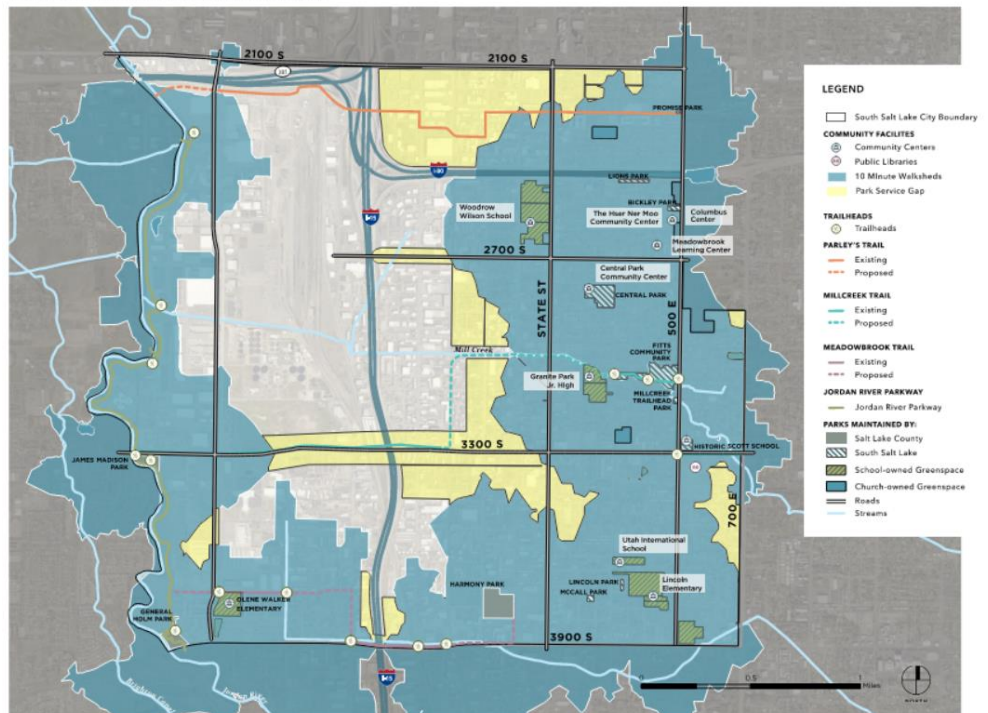 2100 S
2100 S
201
PROMISE PARK
80
LIONS PARK
Woodrow
Wilson School
BICKLEY PARK
The Hser Ner Moo
Community Center
Columbus
Center
15
Meadowbrook
Learning Center
2700 S
Central Park
Community Center
CENTRAL PARK
STATE ST
500 E
Mill Creek
FITTS
COMMUNITY
PARK
Granite Park
Jr. High
MILLCREEK
TRAILHEAD
PARK
3300 S
HISTORIC SCOTT SCHOOL
JAMES MADISON
PARK
700 E
Utah International
School
HARMONY PARK
LINCOLN PARK
MCCALL PARK
Lincoln
Elementary
OLENE WALKER
ELEMENTARY
GENERAL
HOLM PARK
3900 S
15
0
0.5
1
Miles
LEGEND
South Salt Lake City Boundary
COMMUNITY FACILITES
Community Centers
Public Libraries
10 Minute Walksheds
Park Service Gap
TRAILHEADS
Trailheads
PARLEY'S TRAIL
Existing
Proposed
MILLCREEK TRAIL
Existing
Proposed
MEADOWBROOK TRAIL
Existing
Proposed
JORDAN RIVER PARKWAY
Jordan River Parkway
PARKS MAINTAINED BY:
Salt Lake County
South Salt Lake
School-owned Greenspace
Church-owned Greenspace
Roads
Streams